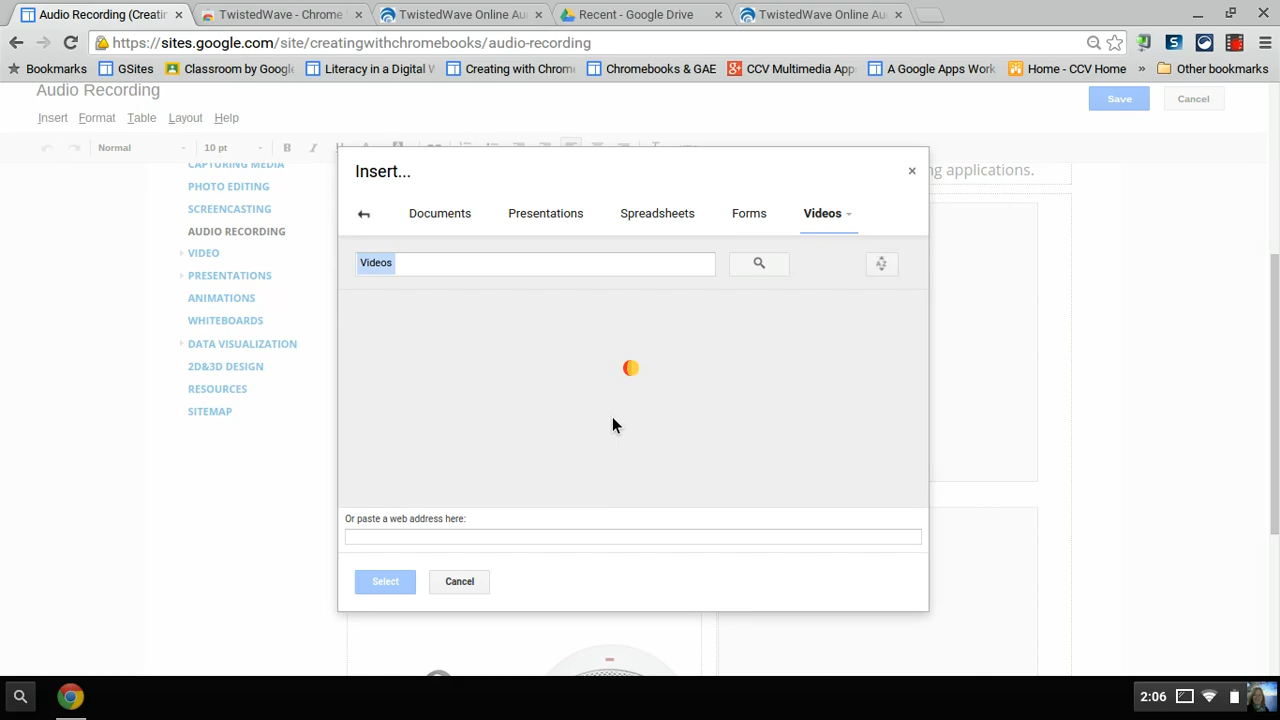 Audio Recording (Creatin
TwistedWave - Chrome
TwistedWave Online Au
Recent - Google Drive
TwistedWave Online Au
https://sites.google.com/site/creatingwithchromebooks/audio-recording
Bookmarks
GSites
Classroom by Googl
Literacy in a Digital W
Creating with Chrom
Chromebooks & GAE
CCV Multimedia App
A Google Apps Work
Home - CCV Home
»
Other bookmarks
Audio Recording
Save
Cancel
Insert
Format
Table
Layout
Help
Normal
10 pt
B
I
CAPTURING MEDIA
PHOTO EDITING
SCREENCASTING
AUDIO RECORDING
VIDEO
PRESENTATIONS
ANIMATIONS
WHITEBOARDS
DATA VISUALIZATION
2D&3D DESIGN
RESOURCES
SITEMAP
ng applications.
Insert...
Documents
Presentations
Spreadsheets
Forms
Videos
Videos
AZ
Or paste a web address here:
Select
Cancel
2:06